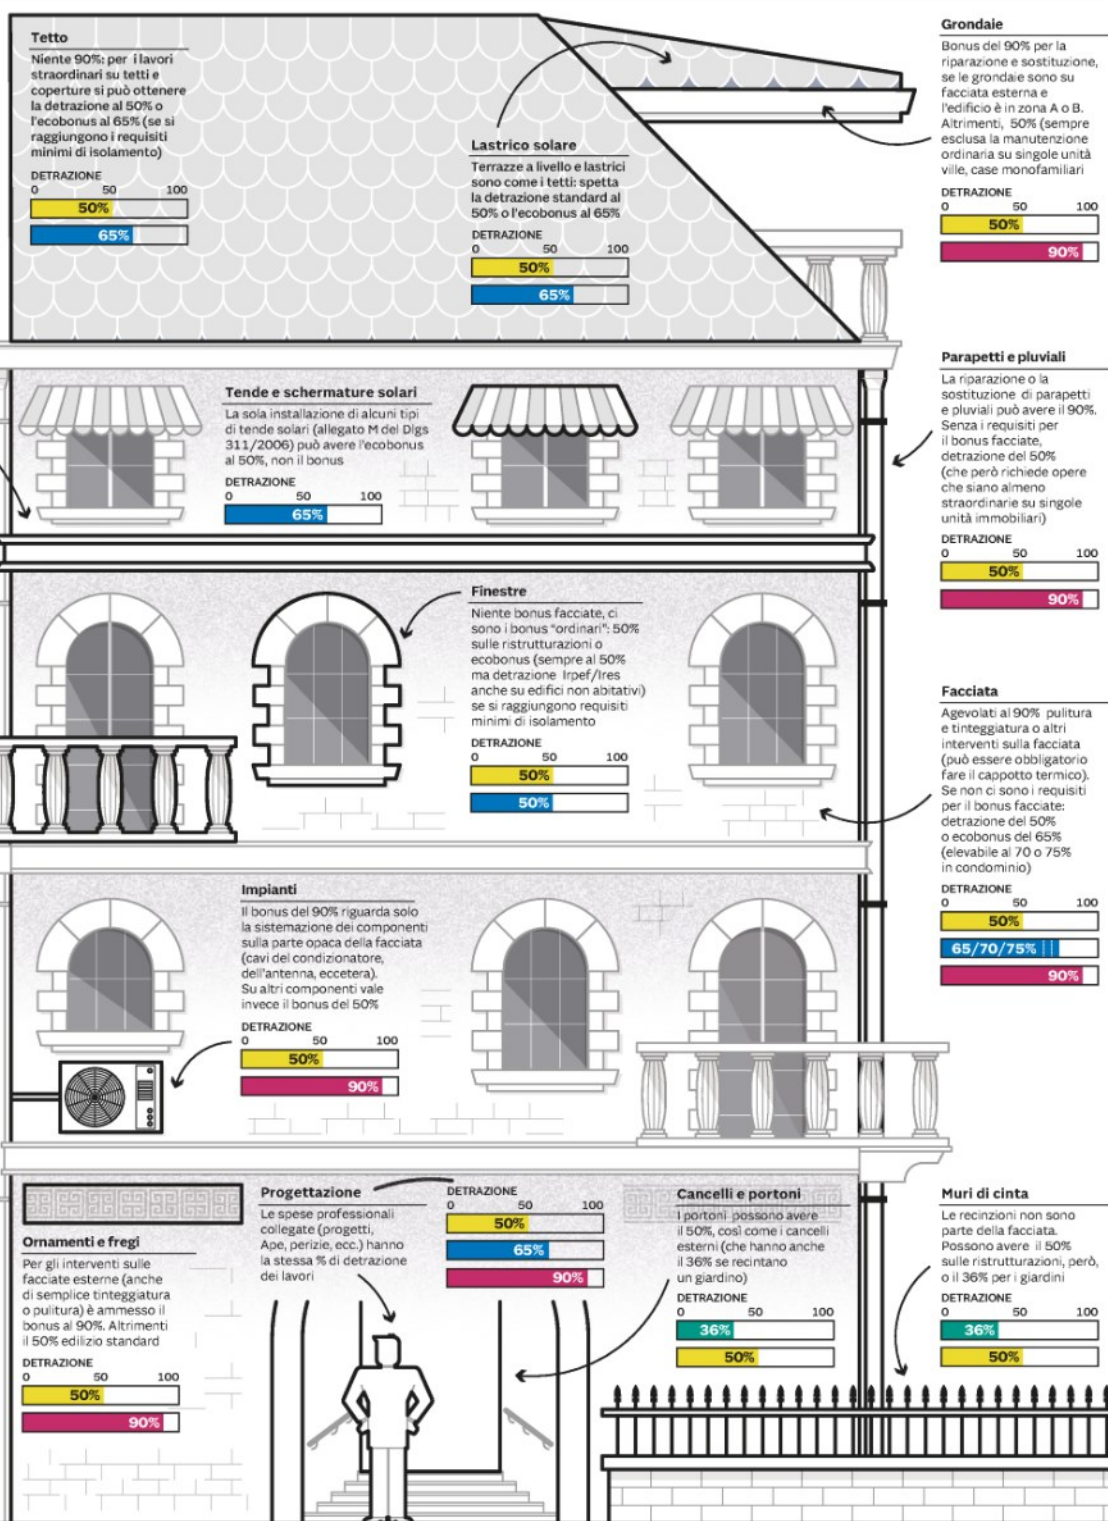 Tetto
Niente 90%: per i lavori
straordinari su tetti e
coperture si può ottenere
la detrazione al 50% o
l'ecobonus al 65% (se si
raggiungono i requisiti
minimi di isolamento)
DETRAZIONE
0 50 100
50%
65%
Lastrico solare
Terrazze a livello e lastrici
sono come i tetti: spetta
la detrazione standard al
50% o l'ecobonus al 65%
DETRAZIONE
0 50 100
50%
65%
Grondaie
Bonus del 90% per la
riparazione e sostituzione,
se le grondaie sono su
facciata esterna e
l'edificio è in zona A o B.
Altrimenti, 50% (sempre
esclusa la manutenzione
ordinaria su singole unità
ville, case monofamiliari
DETRAZIONE
0 50 100
50%
90%
Tende e schermature solari
La sola installazione di alcuni tipi
di tende solari (allegato M del Dlgs
311/2006) può avere l'ecobonus
al 50%, non il bonus
DETRAZIONE
0 50 100
65%
Parapetti e pluviali
La riparazione o la
sostituzione di parapetti
e pluviali può avere il 90%.
Senza i requisiti per
il bonus facciate,
detrazione del 50%
(che però richiede opere
che siano almeno
straordinarie su singole
unità immobiliari)
DETRAZIONE
0 50 100
50%
90%
Finestre
Niente bonus facciate, ci
sono i bonus "ordinari": 50%
sulle ristrutturazioni o
ecobonus (sempre al 50%
ma detrazione Irpef/Ires
anche su edifici non abitativi)
se si raggiungono requisiti
minimi di isolamento
DETRAZIONE
0 50 100
50%
50%
Facciata
Agevolati al 90% pulitura
e tinteggiatura o altri
interventi sulla facciata
(può essere obbligatorio
fare il cappotto termico).
Se non ci sono i requisiti
per il bonus facciate:
detrazione del 50%
o ecobonus del 65%
(elevabile al 70 o 75%
in condominio)
DETRAZIONE
0 50 100
50%
65/70/75%
90%
Impianti
Il bonus del 90% riguarda solo
la sistemazione dei componenti
sulla parte opaca della facciata
(cavi del condizionatore,
dell'antenna, eccetera).
Su altri componenti vale
invece il bonus del 50%
DETRAZIONE
0 50 100
50%
90%
Ornamenti e fregi
Per gli interventi sulle
facciate esterne (anche
di semplice tinteggiatura
o pulitura) è ammesso il
bonus al 90%. Altrimenti
il 50% edilizio standard
DETRAZIONE
0 50 100
50%
90%
Progettazione
Le spese professionali
collegate (progetti,
Ape, perizie, ecc.) hanno
la stessa % di detrazione
dei lavori
DETRAZIONE
0 50 100
50%
65%
90%
Cancelli e portoni
I portoni possono avere
il 50%, così come i cancelli
esterni (che hanno anche
il 36% se recintano
un giardino)
DETRAZIONE
0 50 100
36%
50%
Muri di cinta
Le recinzioni non sono
parte della facciata.
Possono avere il 50%
sulle ristrutturazioni, però,
o il 36% per i giardini
DETRAZIONE
0 50 100
36%
50%